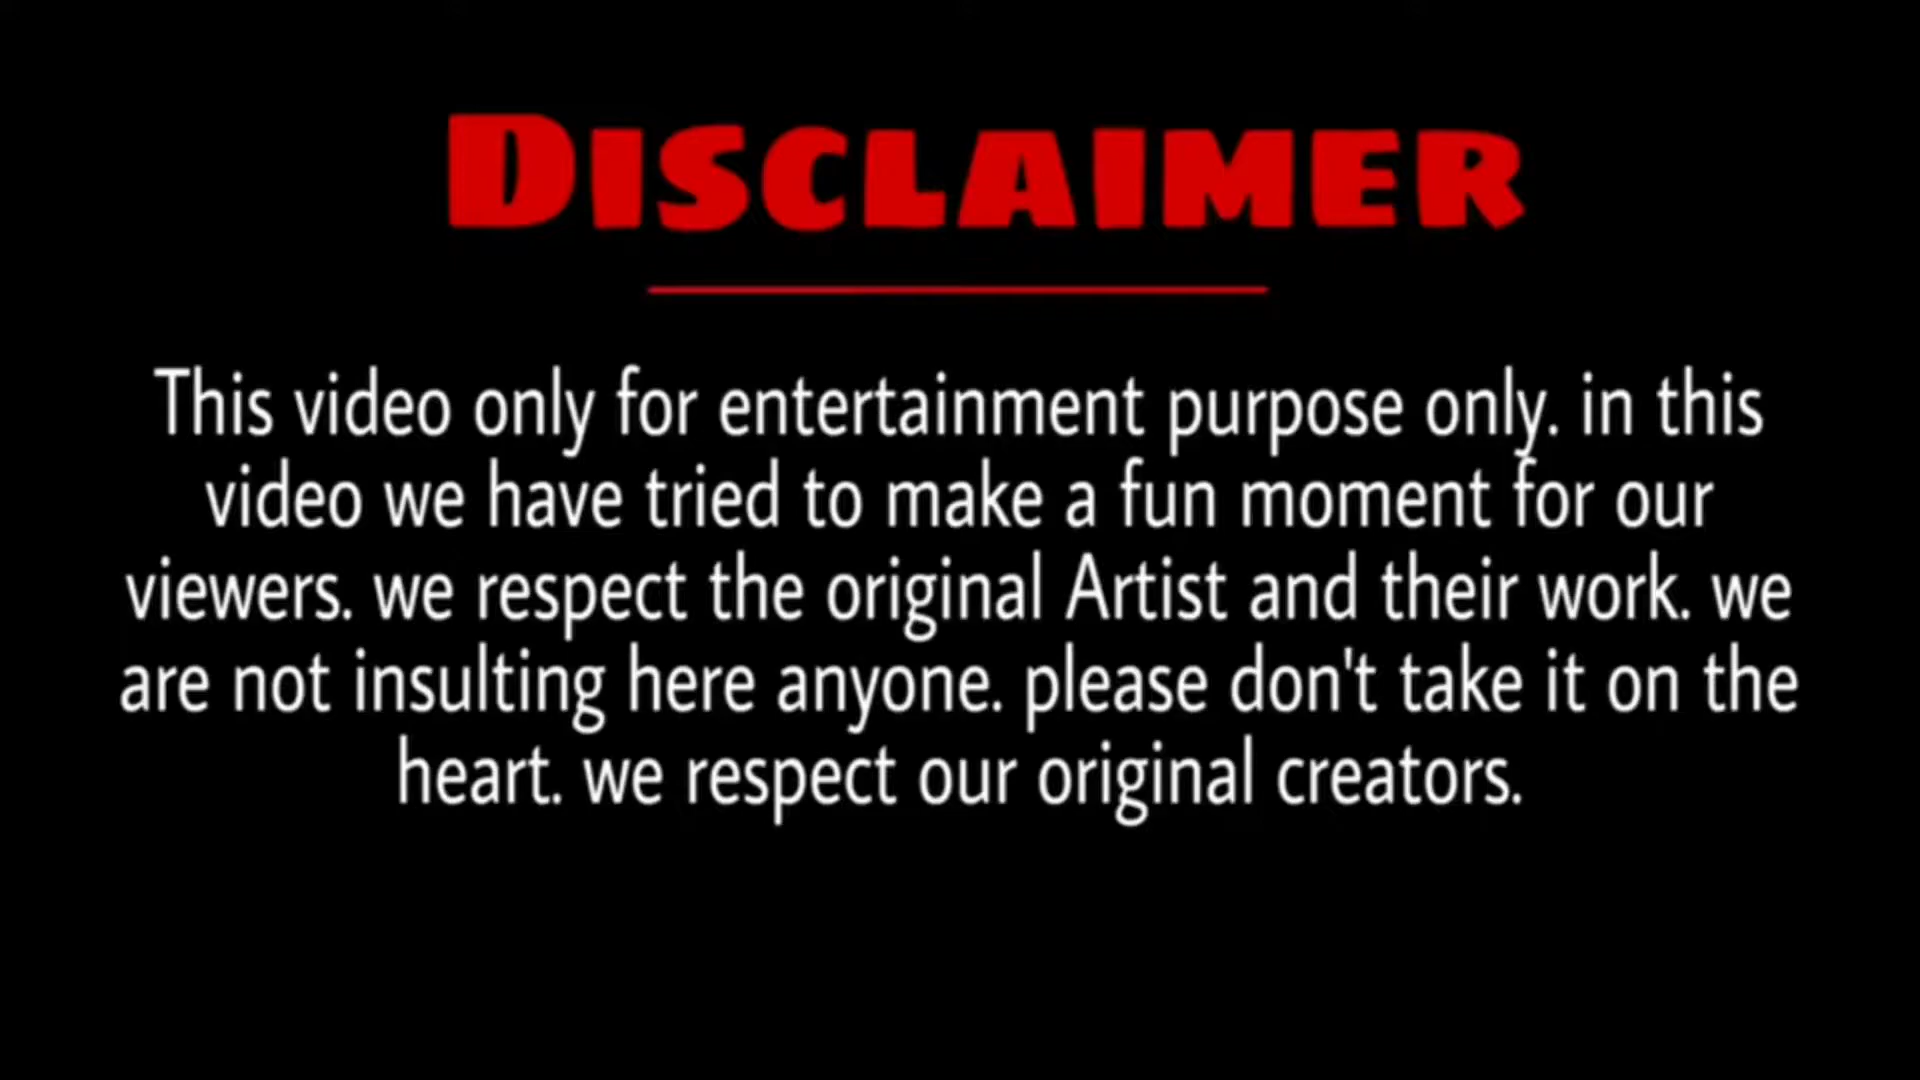 DISCLAIMER
This video only for entertainment purpose only. in this
video we have tried to make a fun moment for our
viewers. we respect the original Artist and their work. we
are not insulting here anyone. please don't take it on the
heart. we respect our original creators.